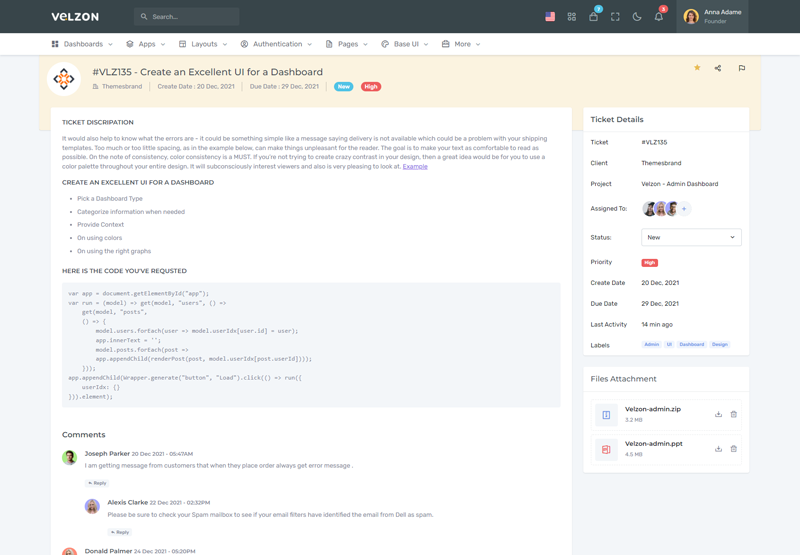 VELZON
Search...
7
3
Anna Adame
Founder
Dashboards
Apps
Layouts
Authentication
Pages
Base UI
More
#VLZ135 - Create an Excellent UI for a Dashboard
Themesbrand
Create Date : 20 Dec, 2021
Due Date : 29 Dec, 2021
New
High
TICKET DISCRIPATION
It would also help to know what the errors are - it could be something simple like a message saying delivery is not available which could be a problem with your shipping
templates. Too much or too little spacing, as in the example below, can make things unpleasant for the reader. The goal is to make your text as comfortable to read as
possible. On the note of consistency, color consistency is a MUST. If you're not trying to create crazy contrast in your design, then a great idea would be for you to use a
color palette throughout your entire design. It will subconsciously interest viewers and also is very pleasing to look at. Example
CREATE AN EXCELLENT UI FOR A DASHBOARD
Pick a Dashboard Type
Categorize information when needed
Provide Context
On using colors
On using the right graphs
HERE IS THE CODE YOU'VE REQUSTED
var app = document.getElementById("app");
var run = (model) => get(model, "users", () =>
get(model, "posts",
() => {
model.users.forEach(user => model.userIdx[user.id] = user);
app.innerText = '';
model.posts.forEach(post =>
app.appendChild(renderPost(post, model.userIdx[post.userId])));
}));
app.appendChild(Wrapper.generate("button", "Load").click(() => run({
userIdx: {}
})).element);
Comments
Joseph Parker 20 Dec 2021 - 05:47AM
I am getting message from customers that when they place order always get error message .
Reply
Alexis Clarke 22 Dec 2021 - 02:32PM
Please be sure to check your Spam mailbox to see if your email filters have identified the email from Dell as spam.
Reply
Donald Palmer 24 Dec 2021 - 05:20PM
Ticket Details
Ticket #VLZ135
Client Themesbrand
Project Velzon - Admin Dashboard
Assigned To: +
Status: New
Priority High
Create Date 20 Dec, 2021
Due Date 29 Dec, 2021
Last Activity 14 min ago
Labels Admin UI Dashboard Design
Files Attachment
Velzon-admin.zip
3.2 MB
Velzon-admin.ppt
4.5 MB